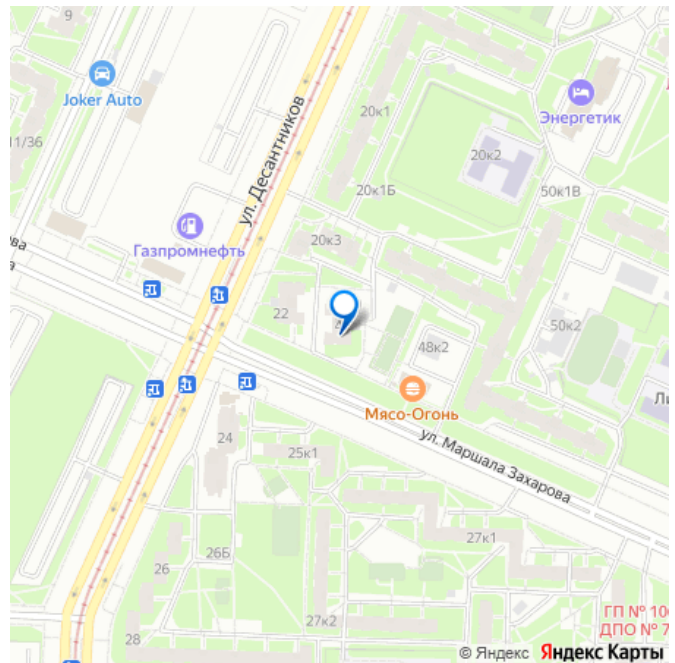 9
Joker Auto
11/36
ул. Десантников
20к1
Энергетик
20к2
20к1Б
50к1В
Газпромнефть
20к3
22
48к2
50к2
Мясо-Огонь
ул. Маршала Захарова
24
25к1
27к1
26Б
26
27к2
28
ГП № 10
ДПО № 7
© Яндекс
Яндекс Карты